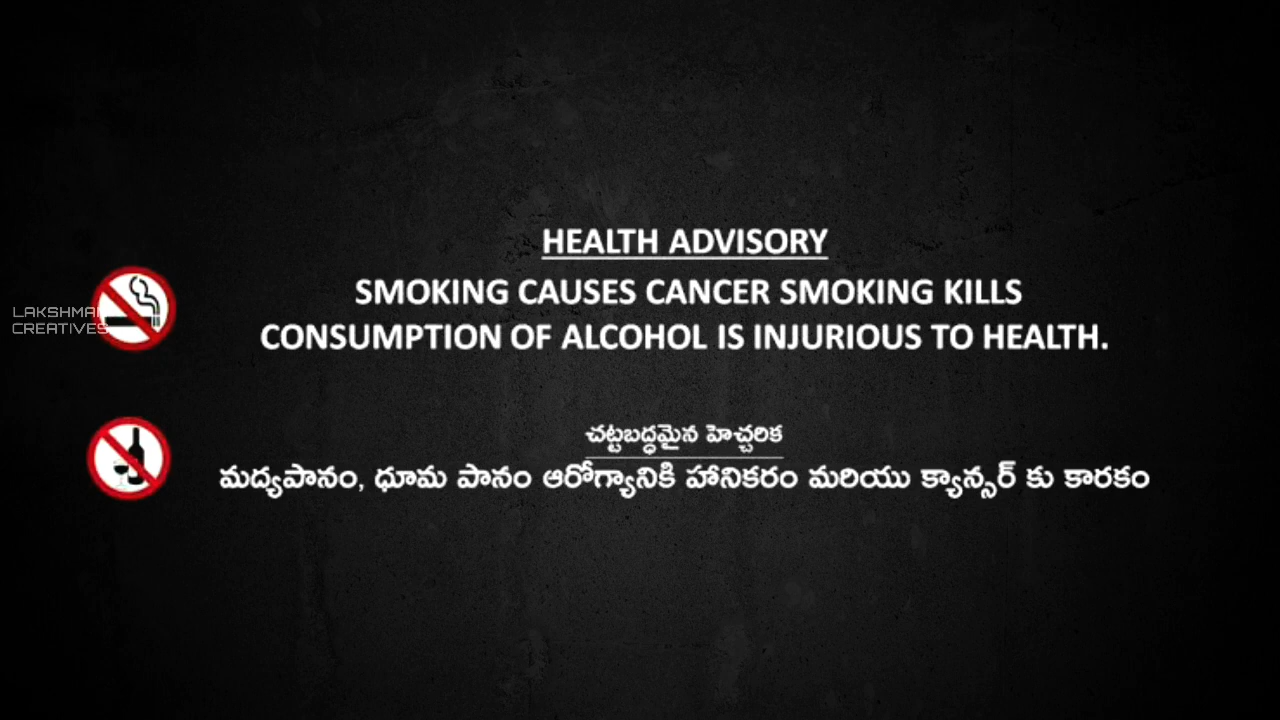 HEALTH ADVISORY
SMOKING CAUSES CANCER SMOKING KILLS
CONSUMPTION OF ALCOHOL IS INJURIOUS TO HEALTH.
LAKSHMAN
CREATIVES
చట్టబద్ధమైన హెచ్చరిక
మద్యపానం, ధూమ పానం ఆరోగ్యానికి హానికరం మరియు క్యాన్సర్ కు కారకం